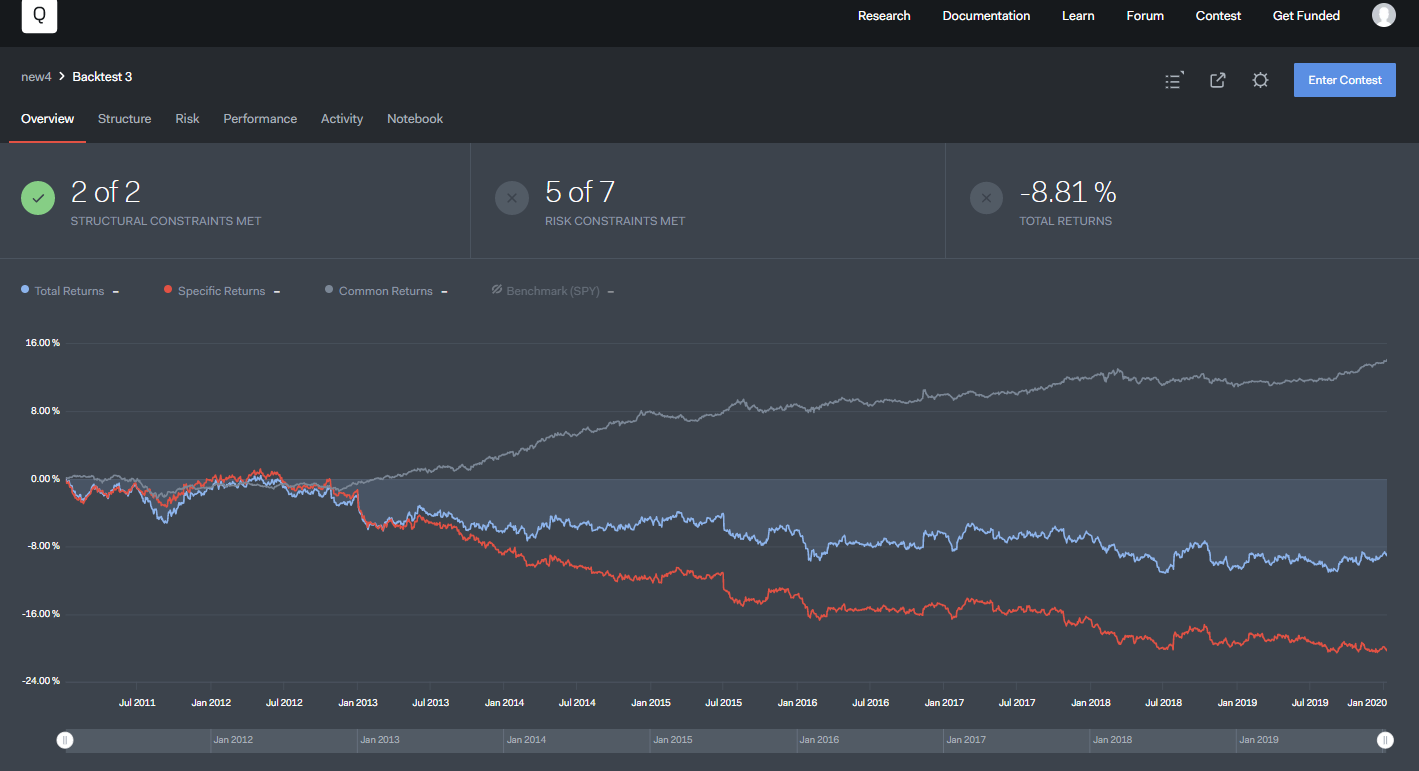 Q
Research Documentation Learn Forum Contest Get Funded
new4 > Backtest 3
Enter Contest
Overview Structure Risk Performance Activity Notebook
2 of 2
STRUCTURAL CONSTRAINTS MET
5 of 7
RISK CONSTRAINTS MET
-8.81 %
TOTAL RETURNS
Total Returns – Specific Returns – Common Returns – Benchmark (SPY) –
16.00 %
8.00 %
0.00 %
-8.00 %
-16.00 %
-24.00 %
Jul 2011 Jan 2012 Jul 2012 Jan 2013 Jul 2013 Jan 2014 Jul 2014 Jan 2015 Jul 2015 Jan 2016 Jul 2016 Jan 2017 Jul 2017 Jan 2018 Jul 2018 Jan 2019 Jul 2019 Jan 2020
Jan 2012 Jan 2013 Jan 2014 Jan 2015 Jan 2016 Jan 2017 Jan 2018 Jan 2019